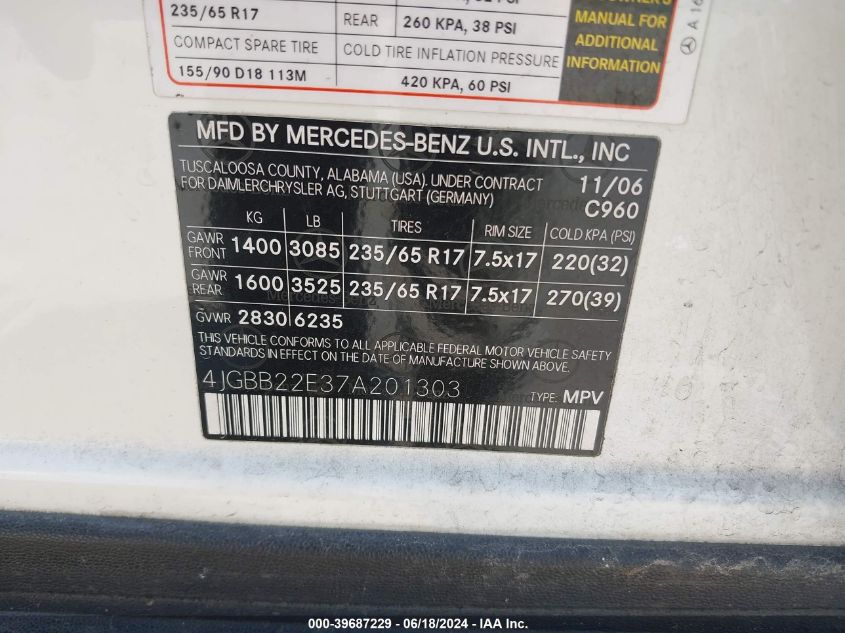 235/65 R17
REAR 260 KPA, 38 PSI
COMPACT SPARE TIRE COLD TIRE INFLATION PRESSURE
155/90 D18 113M 420 KPA, 60 PSI
MANUAL FOR
ADDITIONAL
INFORMATION
A 16
MFD BY MERCEDES-BENZ U.S. INTL., INC
TUSCALOOSA COUNTY, ALABAMA (USA). UNDER CONTRACT 11/06
FOR DAIMLERCHRYSLER AG, STUTTGART (GERMANY) C960
KG LB TIRES RIM SIZE COLD KPA (PSI)
GAWR FRONT 1400 3085 235/65 R17 7.5x17 220(32)
GAWR REAR 1600 3525 235/65 R17 7.5x17 270(39)
GVWR 2830 6235
THIS VEHICLE CONFORMS TO ALL APPLICABLE FEDERAL MOTOR VEHICLE SAFETY
STANDARDS IN EFFECT ON THE DATE OF MANUFACTURE SHOWN ABOVE.
4JGBB22E37A201303 TYPE: MPV
000-39687229 - 06/18/2024 - IAA Inc.